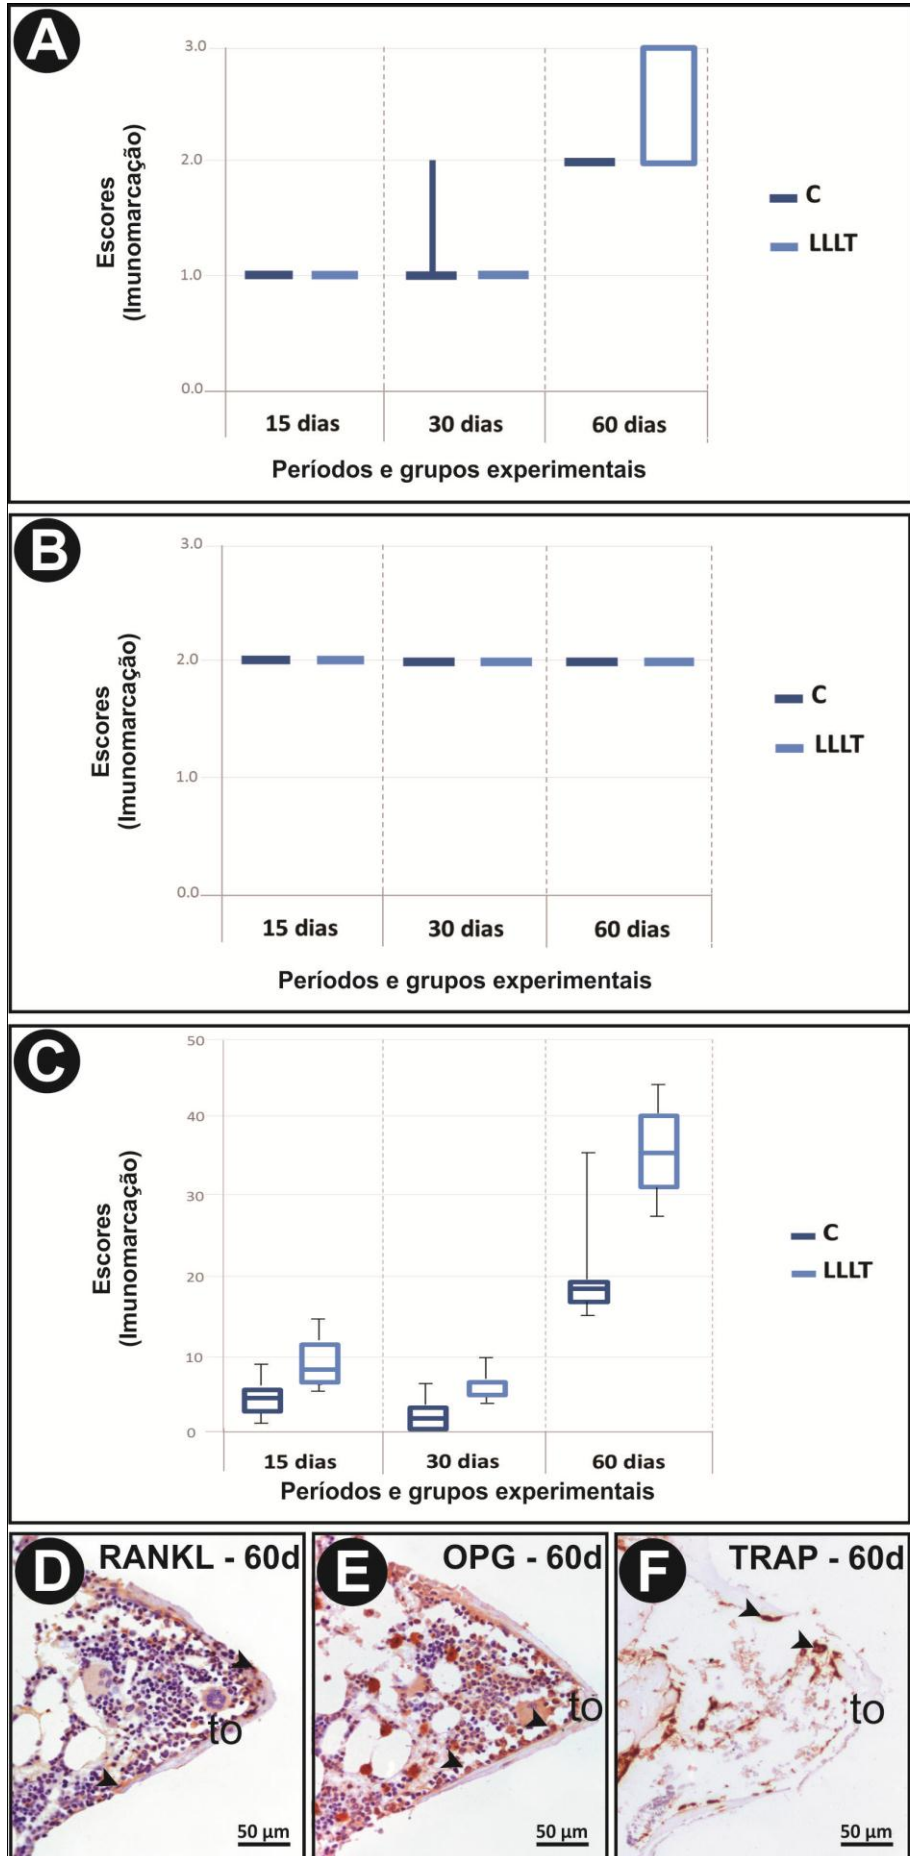 A
Escores
(Imunomarcação)
3.0
2.0
1.0
0.0
C
LLLT
15 dias
30 dias
60 dias
Períodos e grupos experimentais
B
Escores
(Imunomarcação)
3.0
2.0
1.0
0.0
C
LLLT
15 dias
30 dias
60 dias
Períodos e grupos experimentais
C
Escores
(Imunomarcação)
50
40
30
20
10
0
C
LLLT
15 dias
30 dias
60 dias
Períodos e grupos experimentais
D RANKL - 60d
to
50 µm
E OPG - 60d
to
50 µm
F TRAP - 60d
to
50 µm